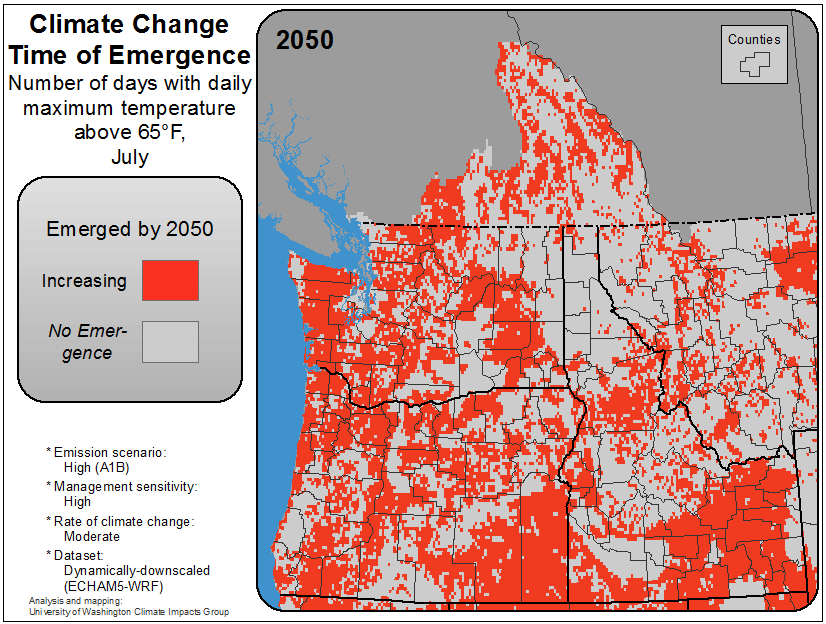 Climate Change
Time of Emergence
Number of days with daily
maximum temperature
above 65°F,
July
Emerged by 2050
Increasing
No Emer-
gence
* Emission scenario:
High (A1B)
* Management sensitivity:
High
* Rate of climate change:
Moderate
* Dataset:
Dynamically-downscaled
(ECHAM5-WRF)
Analysis and mapping:
University of Washington Climate Impacts Group
2050
Counties